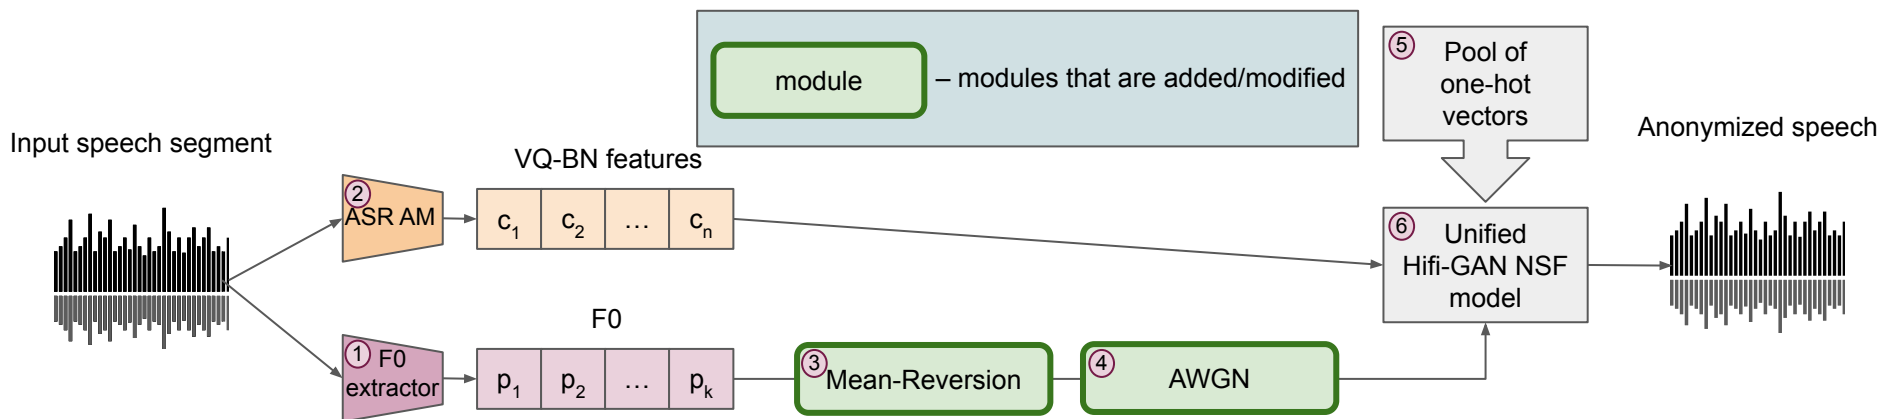 module
– modules that are added/modified
5
Pool of
one-hot
vectors
Input speech segment
Anonymized speech
VQ-BN features
2
ASR AM
c1 c2 … cn
6
Unified
Hifi-GAN NSF
model
F0
1
F0
extractor
p1 p2 … pk
3
Mean-Reversion
4
AWGN